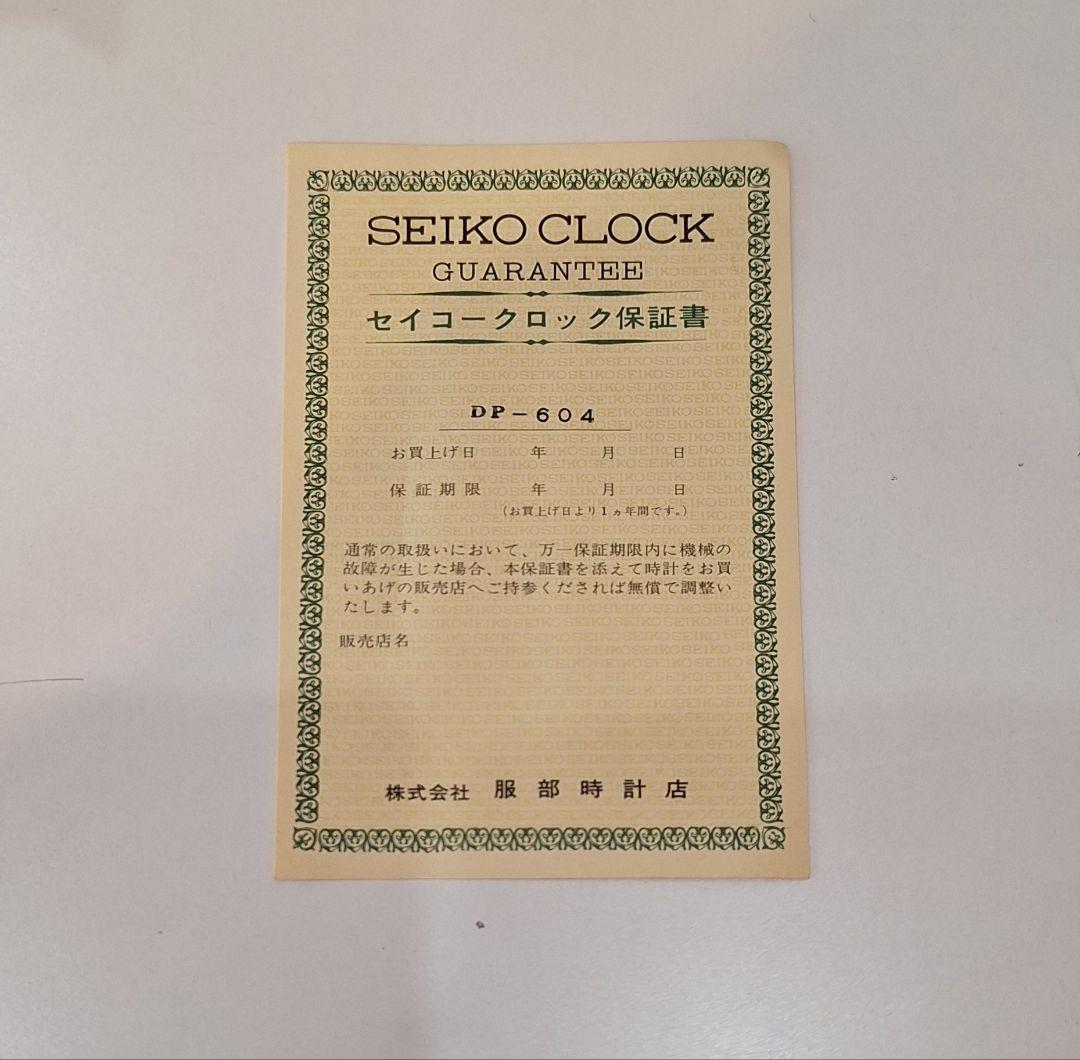 SEIKO CLOCK
GUARANTEE
セイコークロック保証書
DP-604
お買上げ日 年 月 日
保証期限 年 月 日
(お買上げ日より1ヵ年間です。)
通常の取扱いにおいて、万一保証期限内に機械の
故障が生じた場合、本保証書を添えて時計をお買
いあげの販売店へご持参くだされば無償で調整い
たします。
販売店名
株式会社 服部時計店